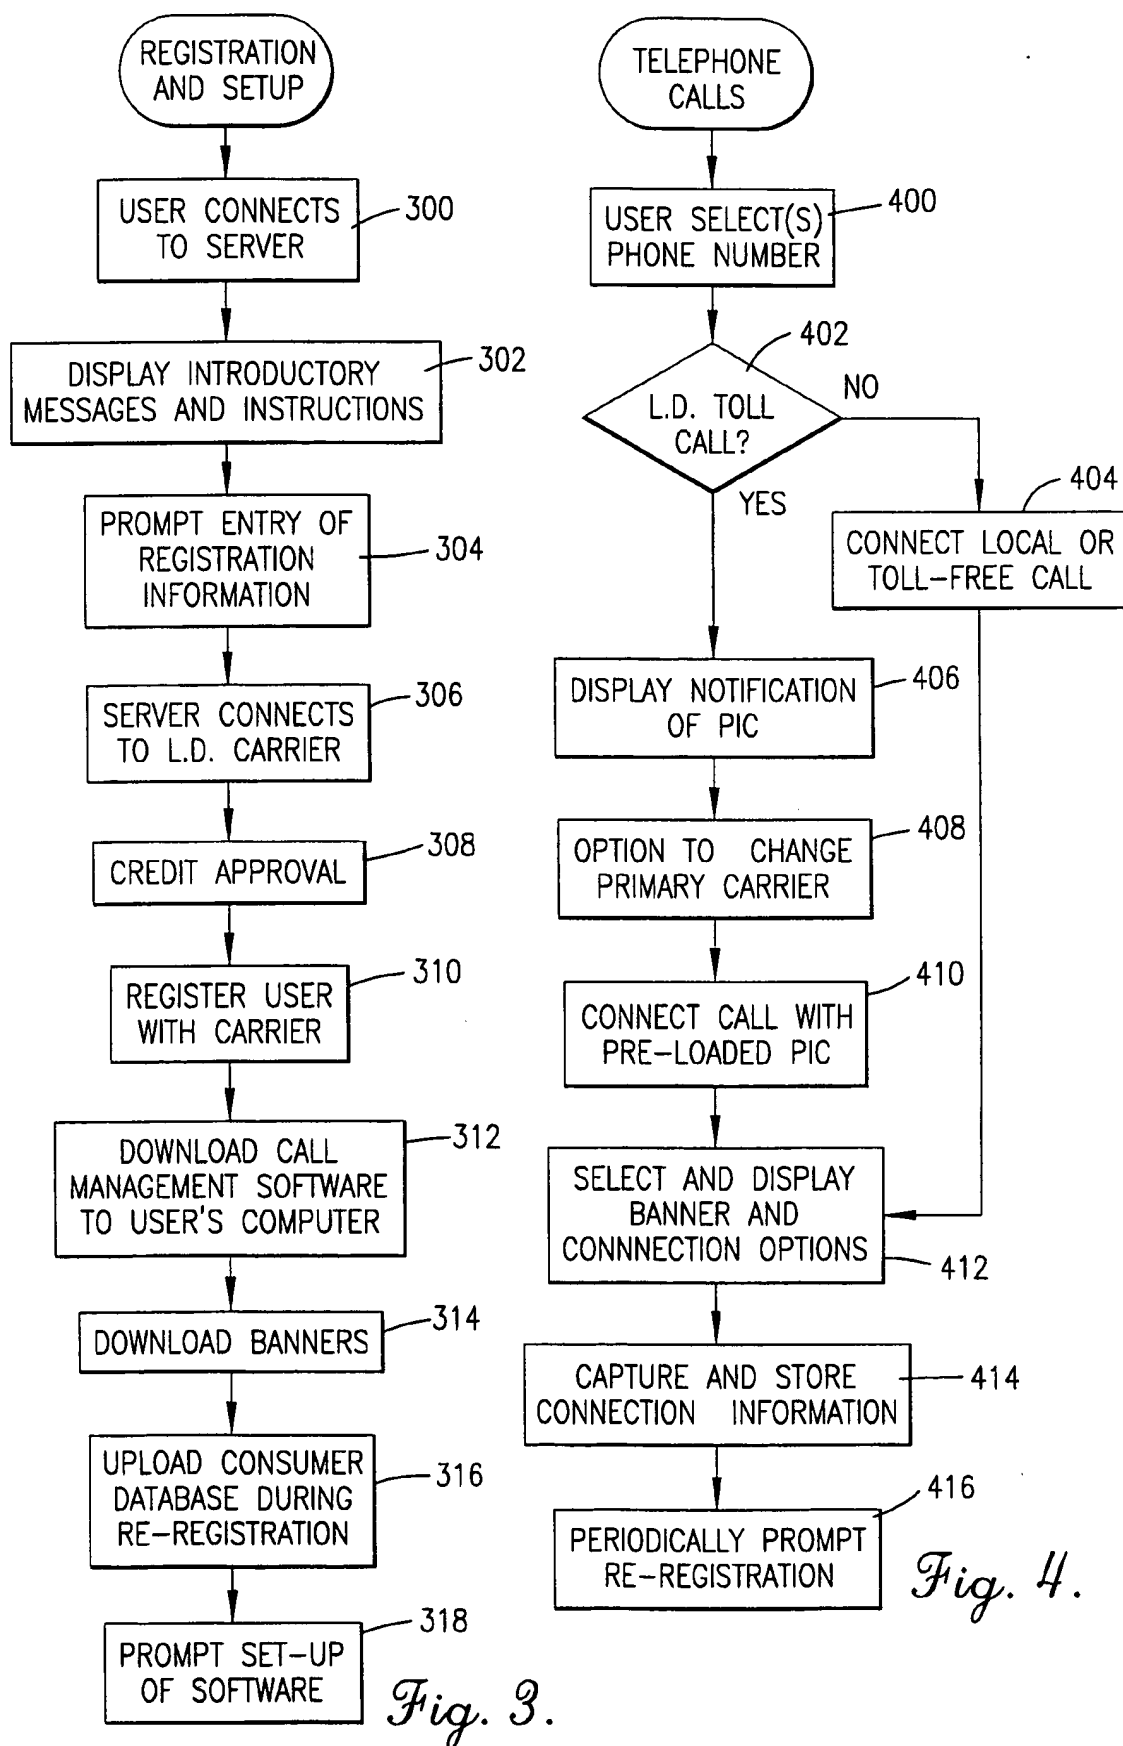 REGISTRATION
AND SETUP
USER CONNECTS
TO SERVER
300
DISPLAY INTRODUCTORY
MESSAGES AND INSTRUCTIONS
302
PROMPT ENTRY OF
REGISTRATION
INFORMATION
304
SERVER CONNECTS
TO L.D. CARRIER
306
CREDIT APPROVAL
308
REGISTER USER
WITH CARRIER
310
DOWNLOAD CALL
MANAGEMENT SOFTWARE
TO USER'S COMPUTER
312
DOWNLOAD BANNERS
314
UPLOAD CONSUMER
DATABASE DURING
RE-REGISTRATION
316
PROMPT SET-UP
OF SOFTWARE
318
Fig. 3.
TELEPHONE
CALLS
USER SELECT(S)
PHONE NUMBER
400
L.D. TOLL
CALL?
402
NO
YES
CONNECT LOCAL OR
TOLL-FREE CALL
404
DISPLAY NOTIFICATION
OF PIC
406
OPTION TO CHANGE
PRIMARY CARRIER
408
CONNECT CALL WITH
PRE-LOADED PIC
410
SELECT AND DISPLAY
BANNER AND
CONNNECTION OPTIONS
412
CAPTURE AND STORE
CONNECTION INFORMATION
414
PERIODICALLY PROMPT
RE-REGISTRATION
416
Fig. 4.